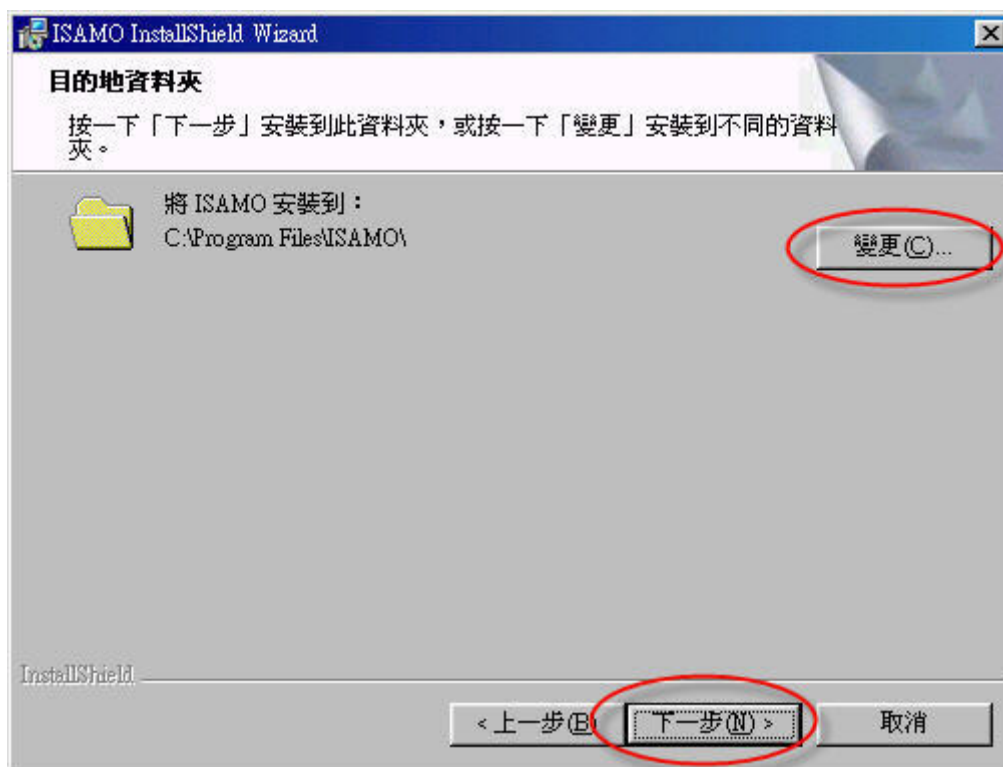 ISAMO InstallShield Wizard
目的地資料夾
按一下「下一步」安裝到此資料夾，或按一下「變更」安裝到不同的資料
夾。
將 ISAMO 安裝到：
C:\Program Files\ISAMO\
變更(C)...
InstallShield
<上一步(B)
下一步(N) >
取消